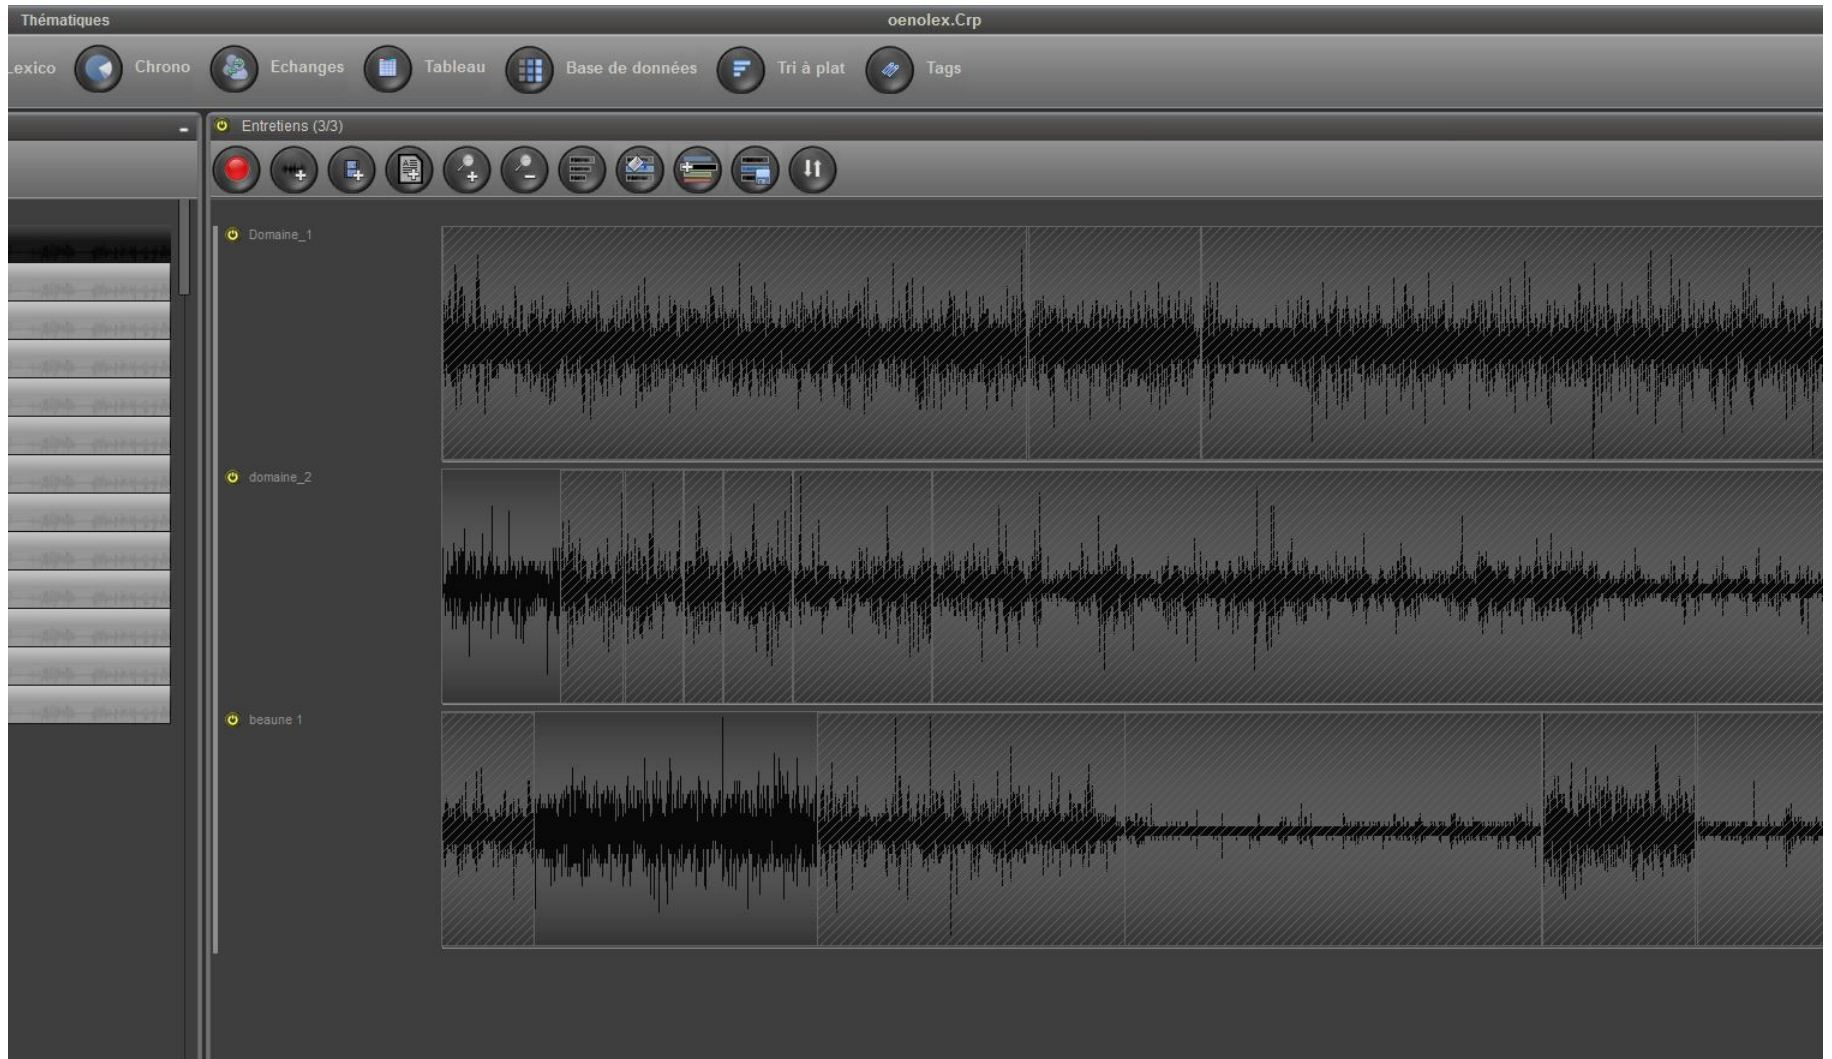 Thématiques oenolex.Crp
Chrono Echanges Tableau Base de données Tri à plat Tags
Entretiens (3/3)
Domaine_1
domaine_2
beaune 1